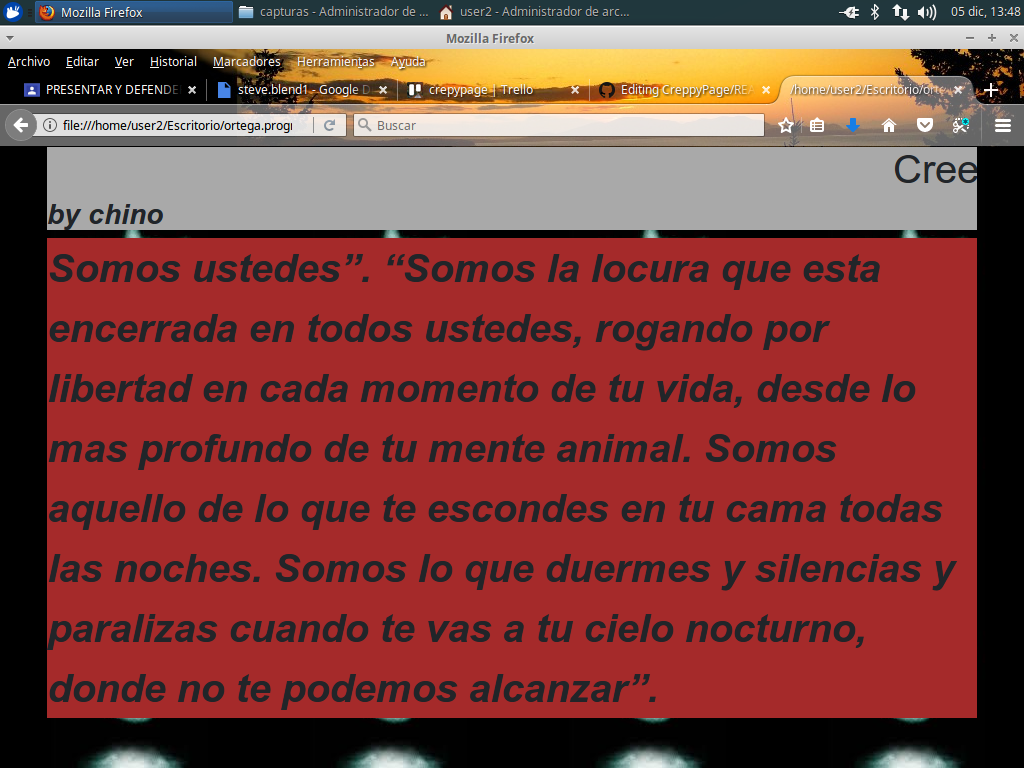 Mozilla Firefox
capturas - Administrador de ...
user2 - Administrador de arc...
05 dic, 13:48
Mozilla Firefox
Archivo Editar Ver Historial Marcadores Herramientas Ayuda
PRESENTAR Y DEFENDE
steve.blend1 - Google D
crepypage | Trello
Editing CreppyPage/REA
/home/user2/Escritorio/orte
file:///home/user2/Escritorio/ortega.progr
Buscar
Cree
by chino
Somos ustedes”. “Somos la locura que esta
encerrada en todos ustedes, rogando por
libertad en cada momento de tu vida, desde lo
mas profundo de tu mente animal. Somos
aquello de lo que te escondes en tu cama todas
las noches. Somos lo que duermes y silencias y
paralizas cuando te vas a tu cielo nocturno,
donde no te podemos alcanzar”.